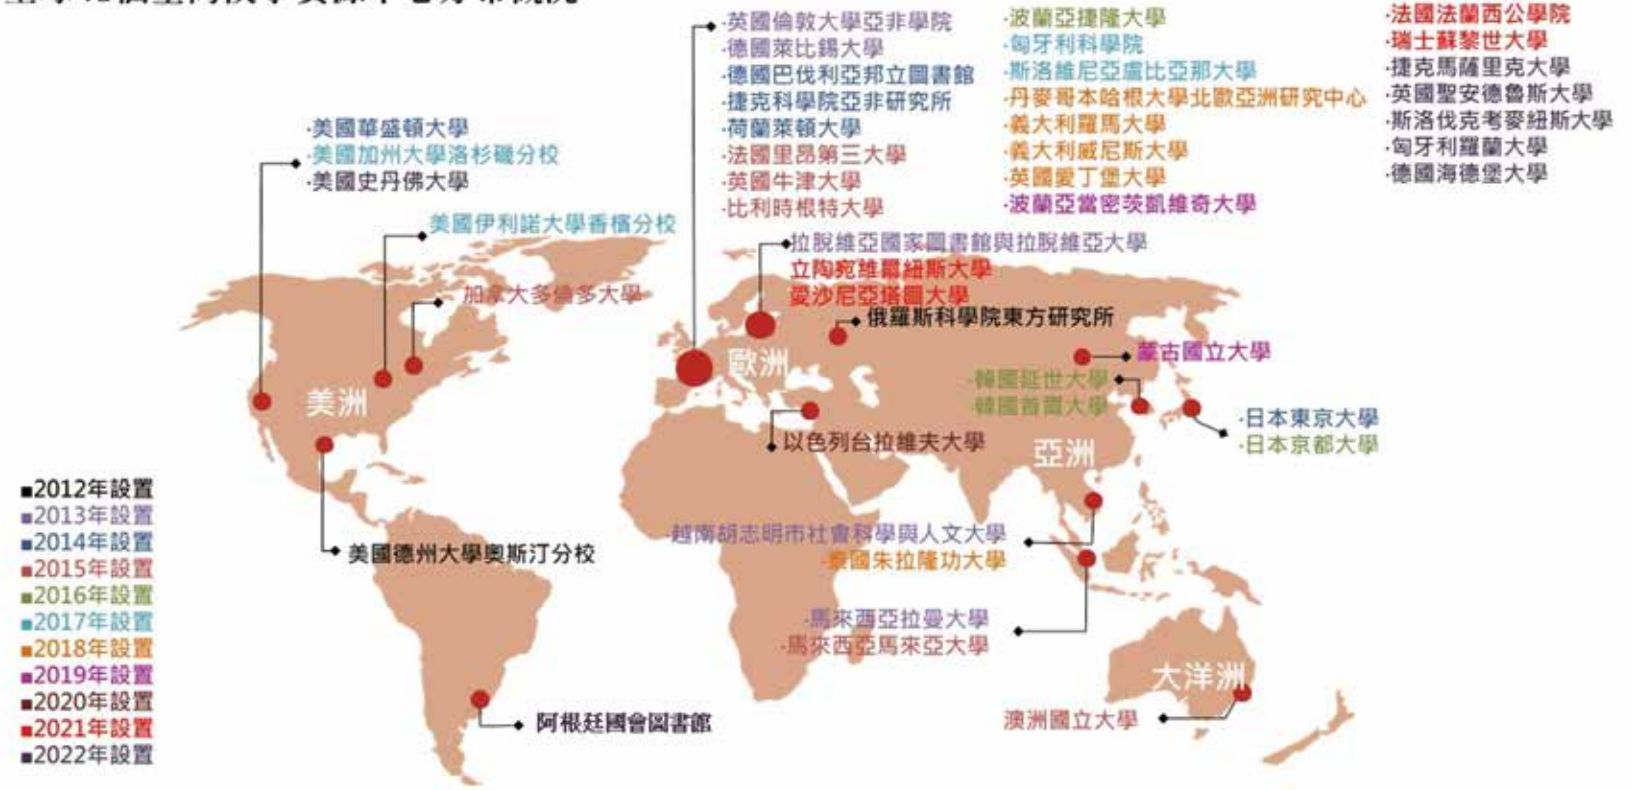 ·美國華盛頓大學
·美國加州大學洛杉磯分校
·美國史丹佛大學
美國伊利諾大學香檳分校
加拿大多倫多大學
·英國倫敦大學亞非學院
·德國萊比錫大學
·德國巴伐利亞邦立圖書館
·捷克科學院亞非研究所
·荷蘭萊頓大學
·法國里昂第三大學
·英國牛津大學
·比利時根特大學
·波蘭亞捷隆大學
·匈牙利科學院
·斯洛維尼亞盧比亞那大學
·丹麥哥本哈根大學北歐亞洲研究中心
·義大利羅馬大學
·義大利威尼斯大學
·英國愛丁堡大學
·波蘭亞當密茨凱維奇大學
·法國法蘭西公學院
·瑞士蘇黎世大學
·捷克馬薩里克大學
·英國聖安德魯斯大學
·斯洛伐克考麥紐斯大學
·匈牙利羅蘭大學
·德國海德堡大學
拉脫維亞國家圖書館與拉脫維亞大學
立陶宛維爾紐斯大學
愛沙尼亞塔圖大學
俄羅斯科學院東方研究所
蒙古國立大學
·韓國延世大學
·韓國首爾大學
·日本東京大學
·日本京都大學
歐洲
美洲
亞洲
大洋洲
以色列台拉維夫大學
美國德州大學奧斯汀分校
·越南胡志明市社會科學與人文大學
·泰國朱拉隆功大學
·馬來西亞拉曼大學
·馬來西亞馬來亞大學
澳洲國立大學
阿根廷國會圖書館
■2012年設置
■2013年設置
■2014年設置
■2015年設置
■2016年設置
■2017年設置
■2018年設置
■2019年設置
■2020年設置
■2021年設置
■2022年設置